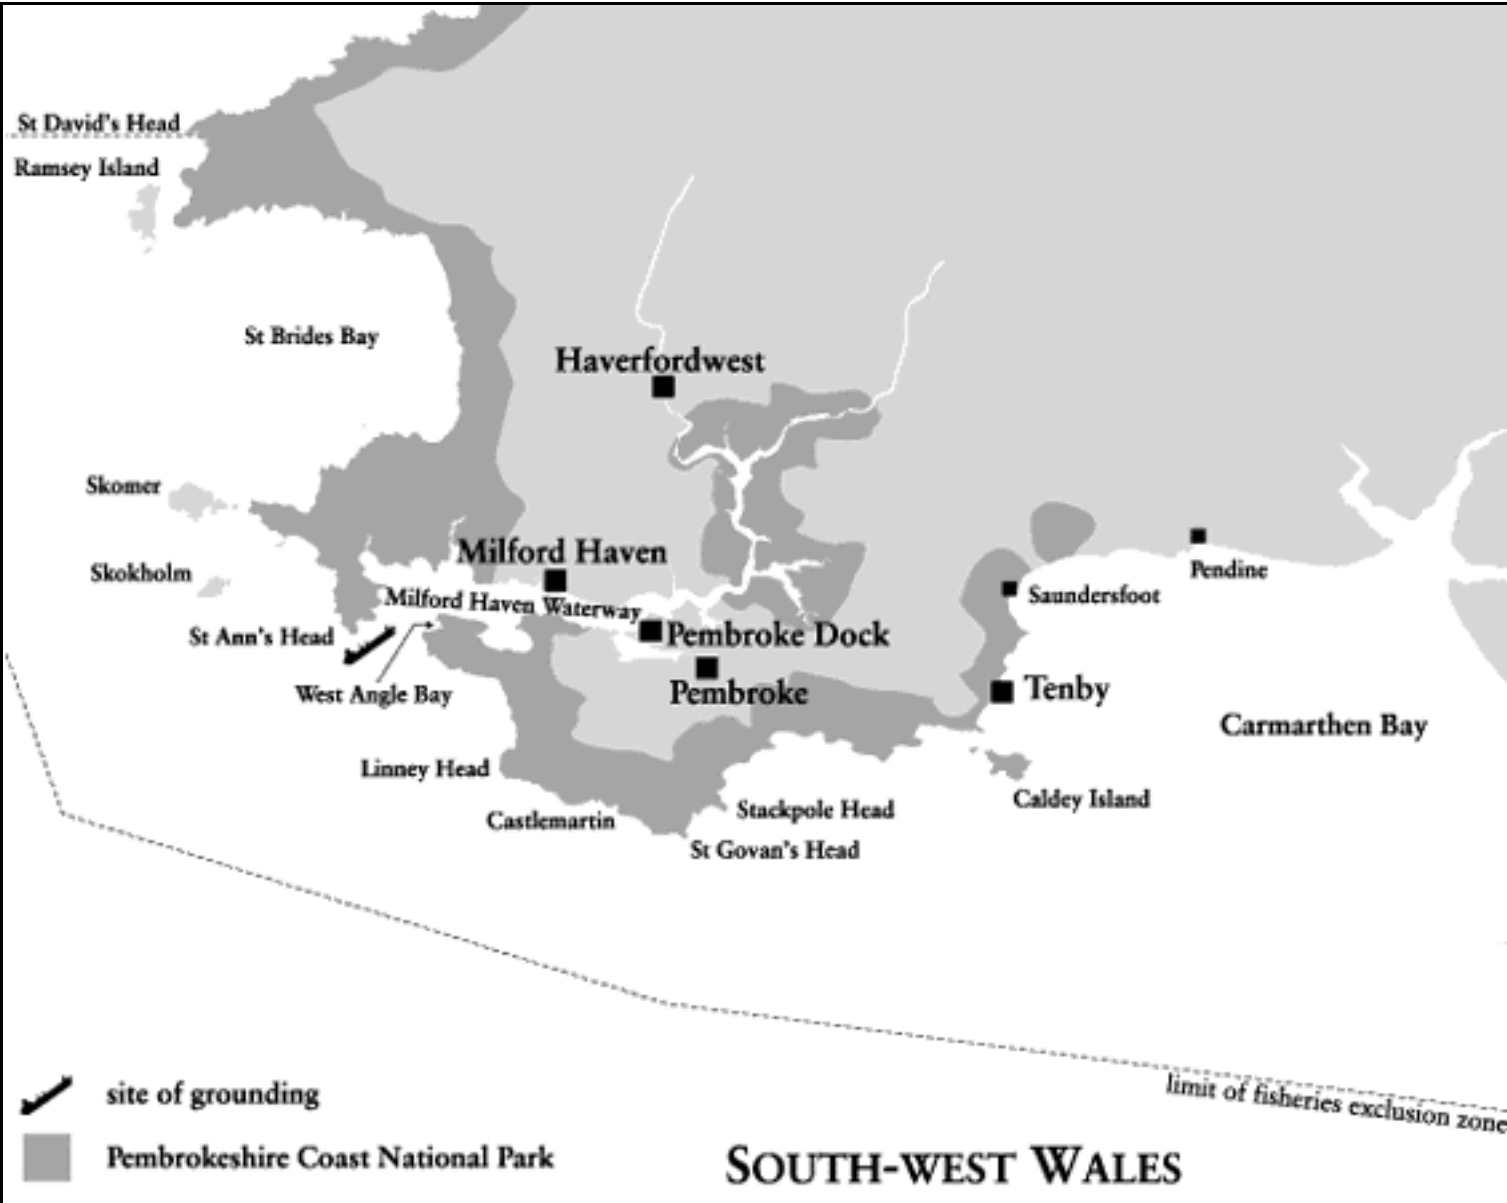 St David's Head
Ramsey Island
St Brides Bay
Haverfordwest
Skomer
Milford Haven
Skokholm
Pendine
Saundersfoot
Milford Haven Waterway
St Ann's Head
Pembroke Dock
West Angle Bay
Pembroke
Tenby
Carmarthen Bay
Linney Head
Caldey Island
Stackpole Head
Castlemartin
St Govan's Head
limit of fisheries exclusion zone
site of grounding
Pembrokeshire Coast National Park
SOUTH-WEST WALES